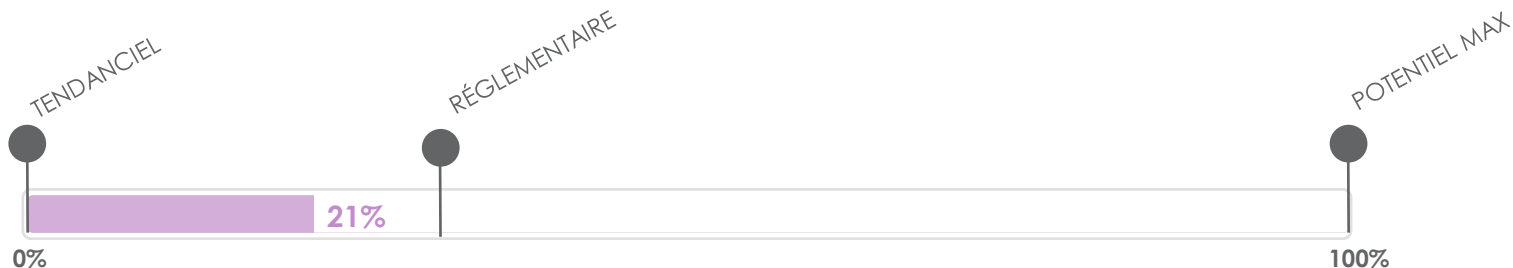 TENDANCIEL
RÉGLEMENTAIRE
POTENTIEL MAX
21%
0%
100%